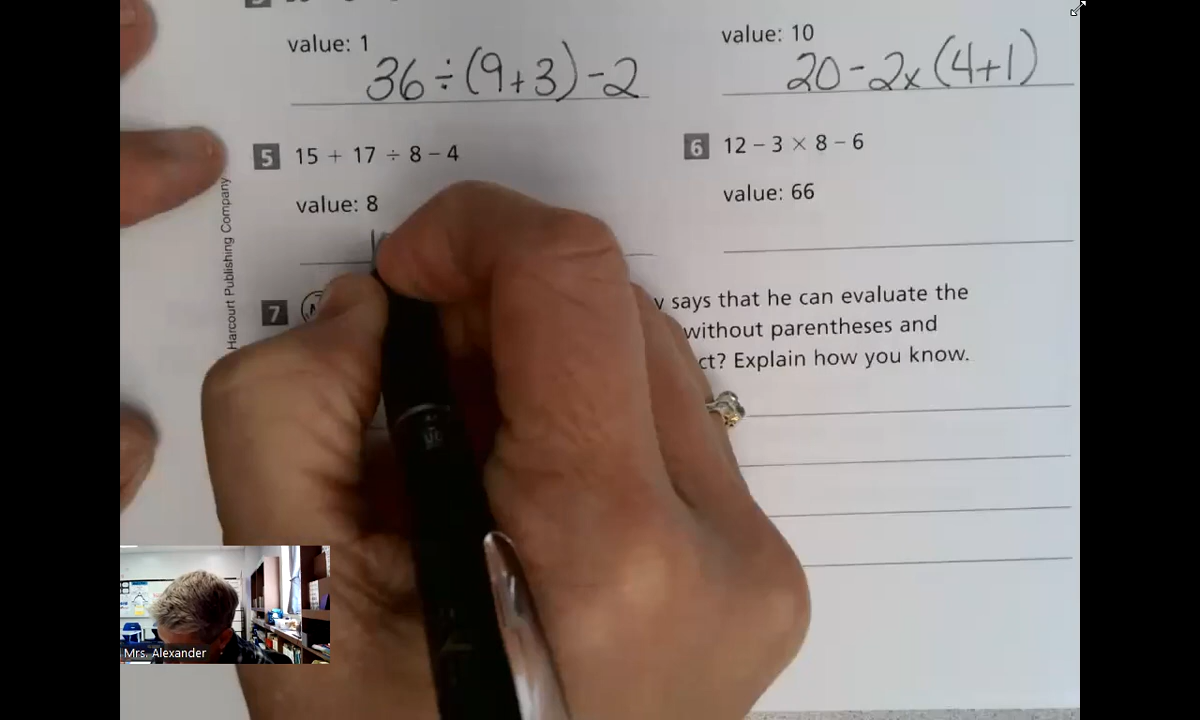 value: 1
36 ÷ (9+3) -2
value: 10
20 - 2x (4+1)
5 15 + 17 ÷ 8 – 4
value: 8
6 12 – 3 × 8 – 6
value: 66
7
says that he can evaluate the
without parentheses and
Explain how you know.
Harcourt Publishing Company
Mrs. Alexander